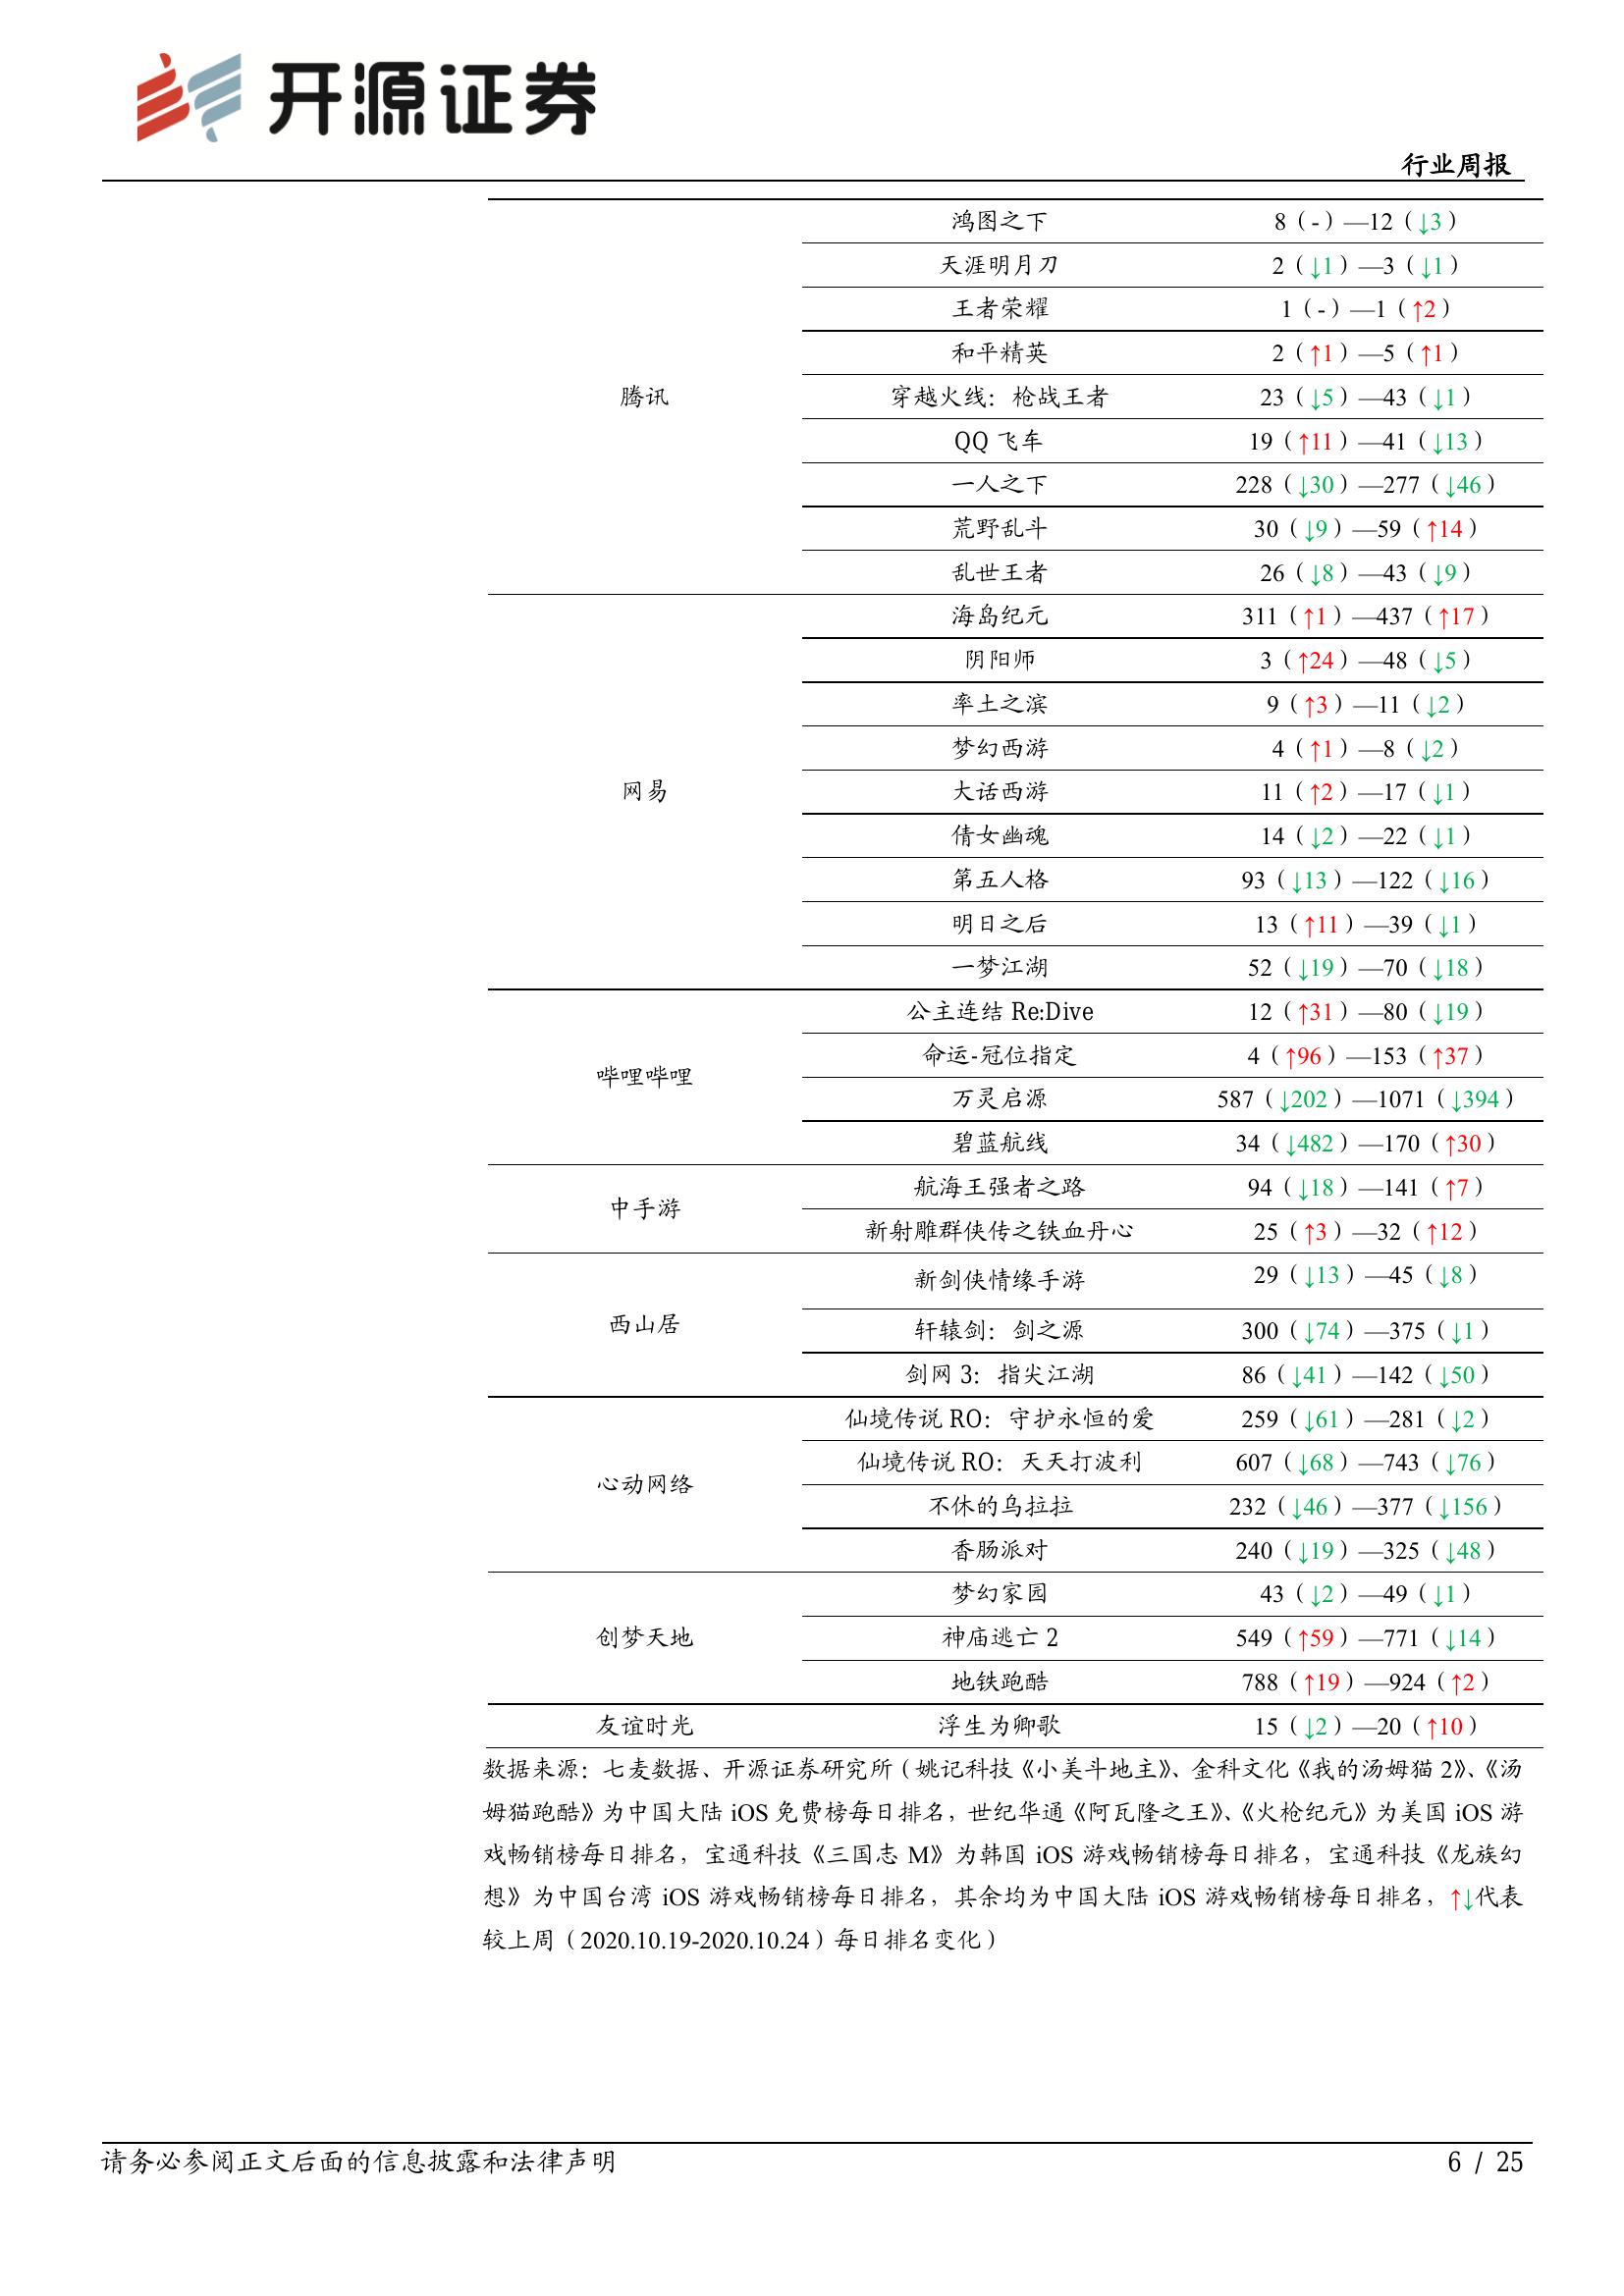 开源证券
行业周报
鸿图之下 8（-）—12（↓3）
天涯明月刀 2（↓1）—3（↓1）
王者荣耀 1（-）—1（↑2）
和平精英 2（↑1）—5（↑1）
腾讯 穿越火线：枪战王者 23（↓5）—43（↓1）
QQ 飞车 19（↑11）—41（↓13）
一人之下 228（↓30）—277（↓46）
荒野乱斗 30（↓9）—59（↑14）
乱世王者 26（↓8）—43（↓9）
海岛纪元 311（↑1）—437（↑17）
阴阳师 3（↑24）—48（↓5）
率土之滨 9（↑3）—11（↓2）
梦幻西游 4（↑1）—8（↓2）
网易 大话西游 11（↑2）—17（↓1）
倩女幽魂 14（↓2）—22（↓1）
第五人格 93（↓13）—122（↓16）
明日之后 13（↑11）—39（↓1）
一梦江湖 52（↓19）—70（↓18）
公主连结 Re:Dive 12（↑31）—80（↓19）
命运-冠位指定 4（↑96）—153（↑37）
哔哩哔哩
万灵启源 587（↓202）—1071（↓394）
碧蓝航线 34（↓482）—170（↑30）
航海王强者之路 94（↓18）—141（↑7）
中手游
新射雕群侠传之铁血丹心 25（↑3）—32（↑12）
新剑侠情缘手游 29（↓13）—45（↓8）
西山居 轩辕剑：剑之源 300（↓74）—375（↓1）
剑网 3：指尖江湖 86（↓41）—142（↓50）
仙境传说 RO：守护永恒的爱 259（↓61）—281（↓2）
仙境传说 RO：天天打波利 607（↓68）—743（↓76）
心动网络
不休的乌拉拉 232（↓46）—377（↓156）
香肠派对 240（↓19）—325（↓48）
梦幻家园 43（↓2）—49（↓1）
创梦天地 神庙逃亡 2 549（↑59）—771（↓14）
地铁跑酷 788（↑19）—924（↑2）
友谊时光 浮生为卿歌 15（↓2）—20（↑10）
数据来源：七麦数据、开源证券研究所（姚记科技《小美斗地主》、金科文化《我的汤姆猫 2》、《汤
姆猫跑酷》为中国大陆 iOS 免费榜每日排名，世纪华通《阿瓦隆之王》、《火枪纪元》为美国 iOS 游
戏畅销榜每日排名，宝通科技《三国志 M》为韩国 iOS 游戏畅销榜每日排名，宝通科技《龙族幻
想》为中国台湾 iOS 游戏畅销榜每日排名，其余均为中国大陆 iOS 游戏畅销榜每日排名，↑↓代表
较上周（2020.10.19-2020.10.24）每日排名变化）
请务必参阅正文后面的信息披露和法律声明 6 / 25